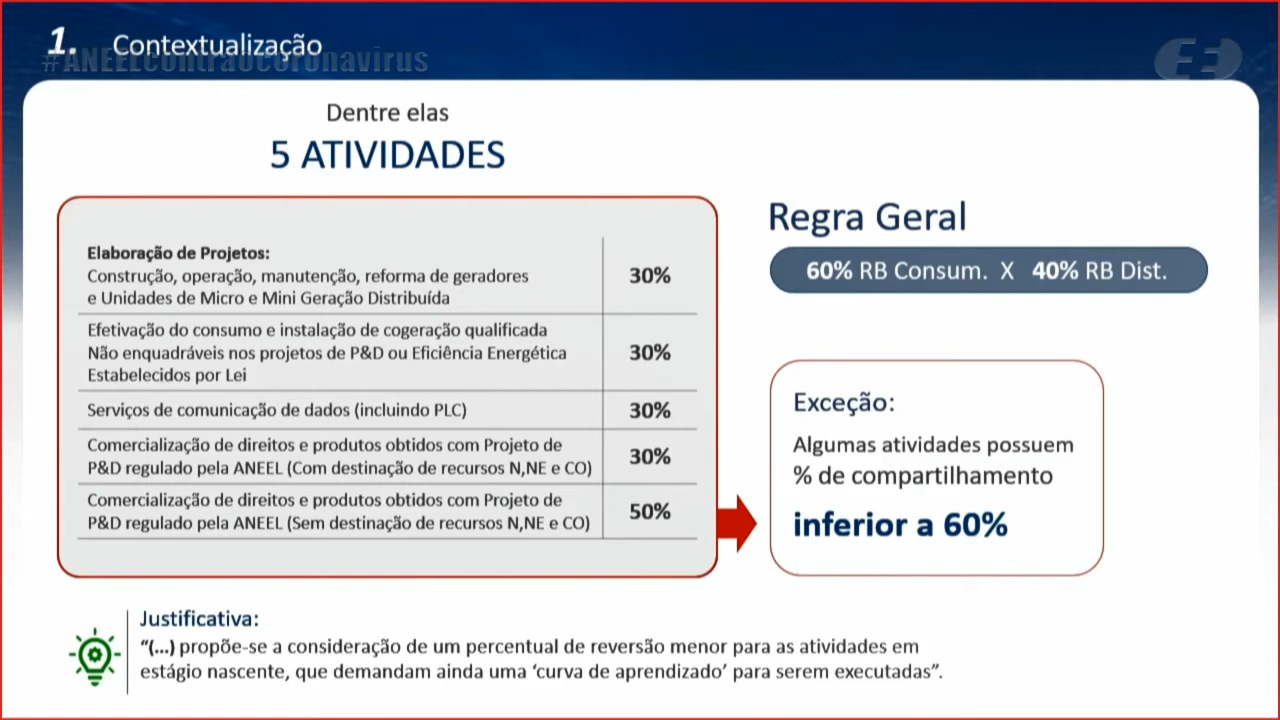 1. Contextualização
#ANEELcontraocoronavirus
Dentre elas
5 ATIVIDADES
Elaboração de Projetos:
Construção, operação, manutenção, reforma de geradores
e Unidades de Micro e Mini Geração Distribuída
30%
Efetivação do consumo e instalação de cogeração qualificada
Não enquadráveis nos projetos de P&D ou Eficiência Energética
Estabelecidos por Lei
30%
Serviços de comunicação de dados (incluindo PLC)
30%
Comercialização de direitos e produtos obtidos com Projeto de
P&D regulado pela ANEEL (Com destinação de recursos N,NE e CO)
30%
Comercialização de direitos e produtos obtidos com Projeto de
P&D regulado pela ANEEL (Sem destinação de recursos N,NE e CO)
50%
Regra Geral
60% RB Consum. X 40% RB Dist.
Exceção:
Algumas atividades possuem
% de compartilhamento
inferior a 60%
Justificativa:
“(...) propõe-se a consideração de um percentual de reversão menor para as atividades em
estágio nascente, que demandam ainda uma ‘curva de aprendizado’ para serem executadas”.